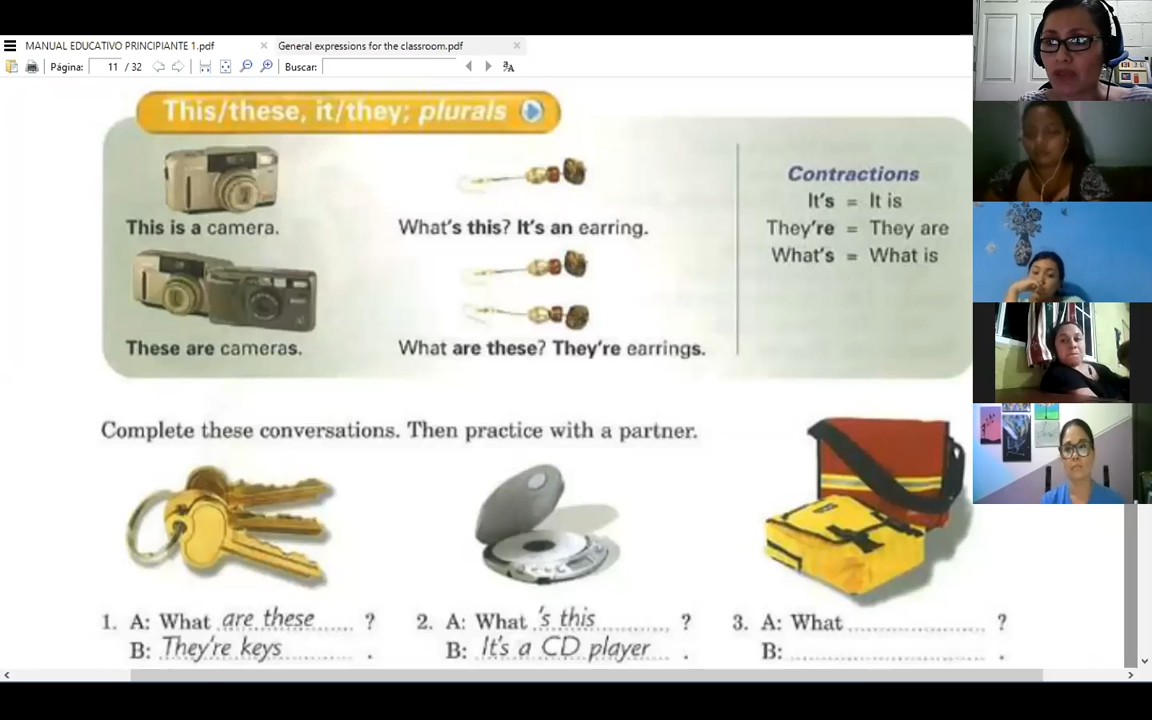 MANUAL EDUCATIVO PRINCIPIANTE 1.pdf
General expressions for the classroom.pdf
Página: 11 / 32
Buscar:
This/these, it/they; plurals
This is a camera.
What's this? It's an earring.
These are cameras.
What are these? They're earrings.
Contractions
It's = It is
They're = They are
What's = What is
Complete these conversations. Then practice with a partner.
1. A: What are these ?
B: They're keys .
2. A: What 's this ?
B: It's a CD player .
3. A: What ?
B: .